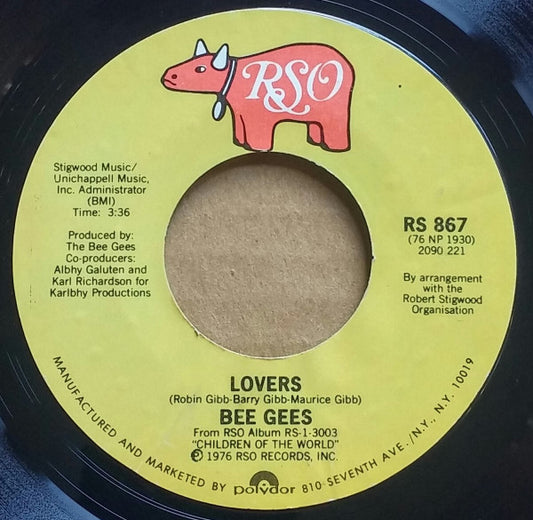 RSO
Stigwood Music/
Unichappell Music,
Inc. Administrator
(BMI)
Time: 3:36
Produced by:
The Bee Gees
Co-producers:
Albhy Galuten and
Karl Richardson for
Karlbhy Productions
RS 867
(76 NP 1930)
2090 221
By arrangement
with the
Robert Stigwood
Organisation
LOVERS
(Robin Gibb-Barry Gibb-Maurice Gibb)
BEE GEES
From RSO Album RS-1-3003
"CHILDREN OF THE WORLD"
℗ 1976 RSO RECORDS, INC.
MANUFACTURED AND MARKETED BY polydor 810 SEVENTH AVE./N.Y., N.Y. 10019